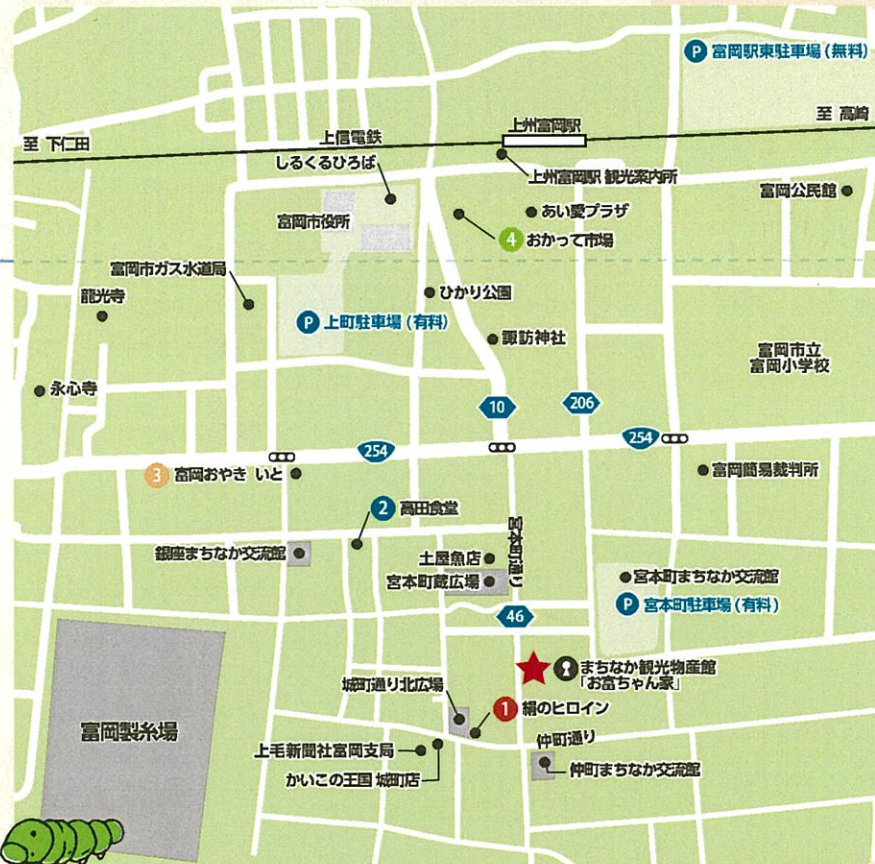 P 富岡駅東駐車場(無料)
至 高崎
上州富岡駅
上信電鉄
至 下仁田
しるくるひろば
上州富岡駅 観光案内所
富岡公民館
富岡市役所
あい愛プラザ
4 おかって市場
富岡市ガス水道局
龍光寺
ひかり公園
P 上町駐車場(有料)
諏訪神社
富岡市立
富岡小学校
永心寺
10
206
254
254
3 富岡おやき いと
富岡簡易裁判所
2 高田食堂
宮本町通り
銀座まちなか交流館
土屋魚店
宮本町蔵広場
宮本町まちなか交流館
P 宮本町駐車場(有料)
46
まちなか観光物産館
「お富ちゃん家」
城町通り北広場
1 絹のヒロイン
富岡製糸場
仲町通り
上毛新聞社富岡支局
かいこの王国 城町店
仲町まちなか交流館